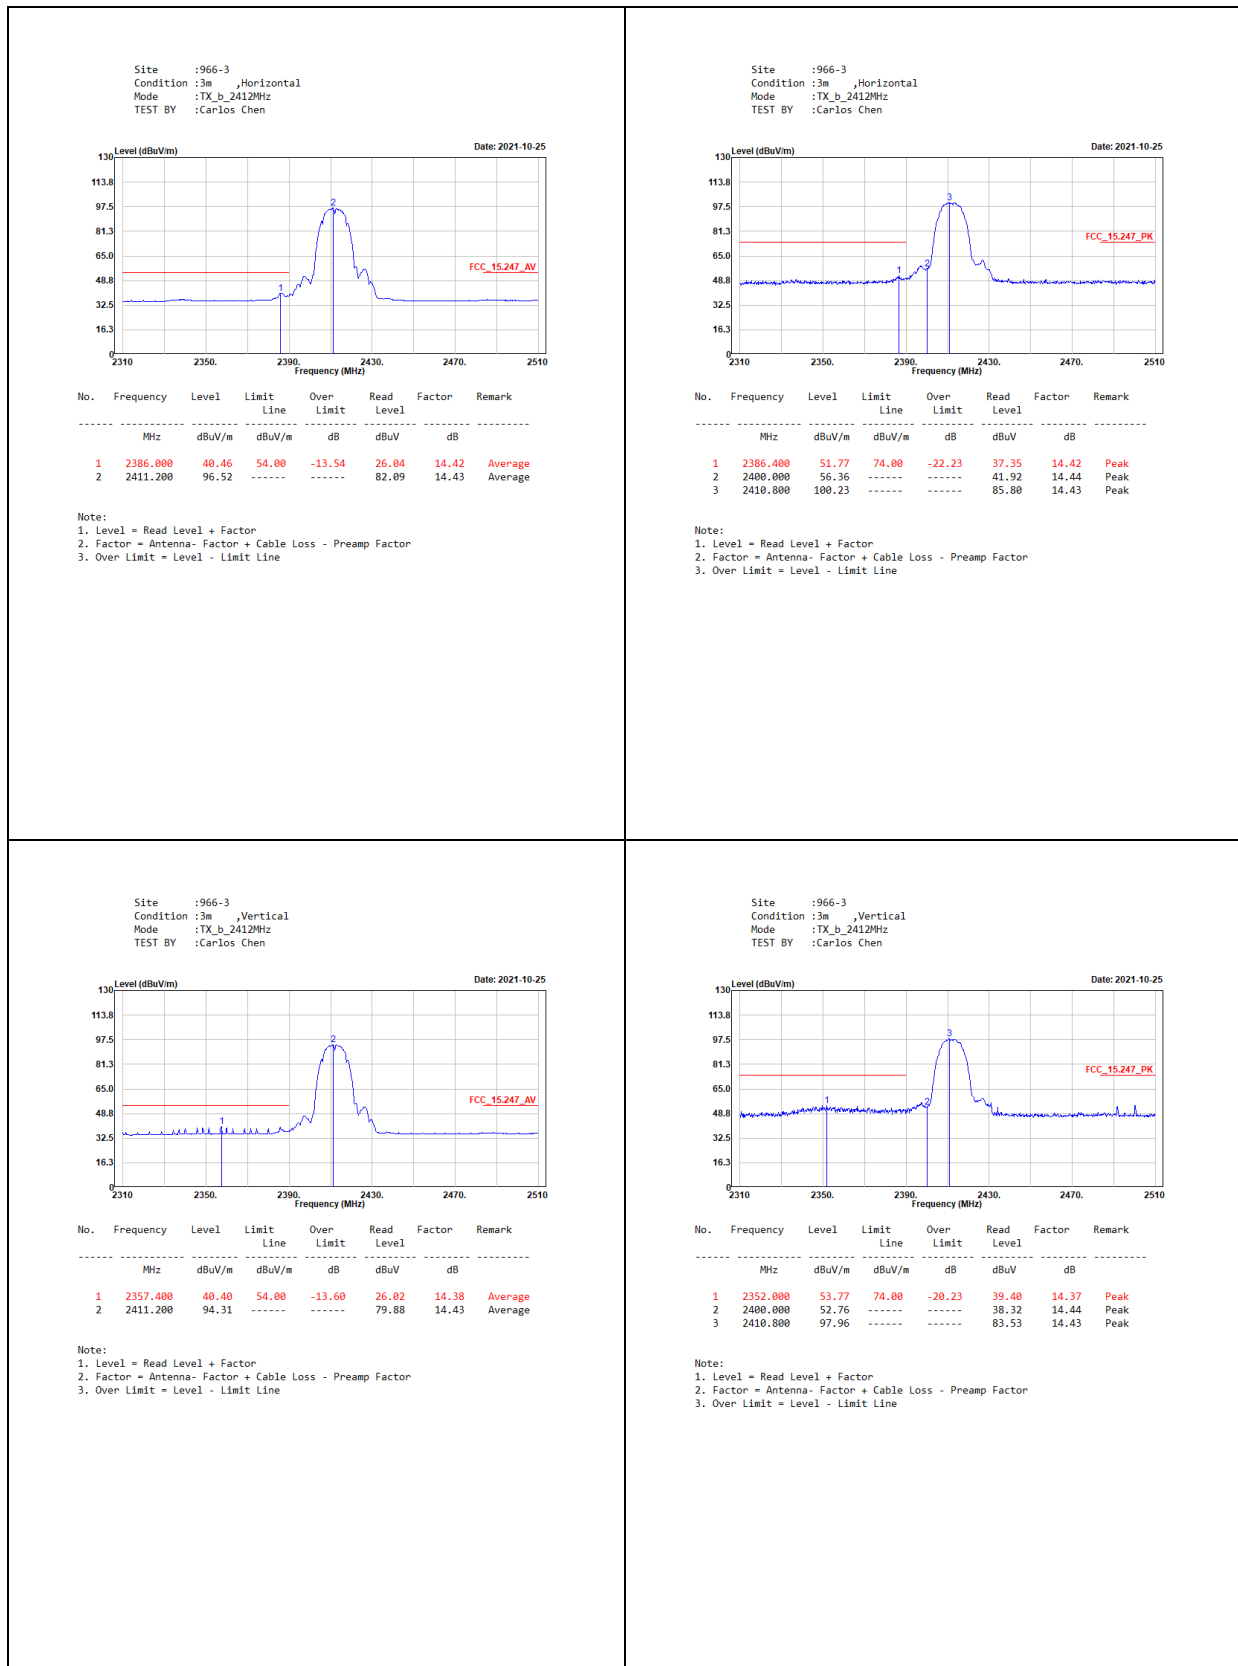 Site :966-3
Condition :3m ,Horizontal
Mode :TX_b_2412MHz
TEST BY :Carlos Chen
Level (dBuV/m) Date: 2021-10-25
130
113.8
97.5
81.3
65.0
48.8
32.5
16.3
0
FCC_15.247_AV
1
2
2310 2350. 2390. 2430. 2470. 2510
Frequency (MHz)
No. Frequency Level Limit Over Read Factor Remark
Line Limit Level
------ ----------- -------- -------- -------- -------- -------- ---------
MHz dBuV/m dBuV/m dB dBuV dB
1 2386.000 40.46 54.00 -13.54 26.04 14.42 Average
2 2411.200 96.52 ------ ------ 82.09 14.43 Average
Note:
1. Level = Read Level + Factor
2. Factor = Antenna- Factor + Cable Loss - Preamp Factor
3. Over Limit = Level - Limit Line
Site :966-3
Condition :3m ,Horizontal
Mode :TX_b_2412MHz
TEST BY :Carlos Chen
Level (dBuV/m) Date: 2021-10-25
130
113.8
97.5
81.3
65.0
48.8
32.5
16.3
0
FCC_15.247_PK
1
2
3
2310 2350. 2390. 2430. 2470. 2510
Frequency (MHz)
No. Frequency Level Limit Over Read Factor Remark
Line Limit Level
------ ----------- -------- -------- -------- -------- -------- ---------
MHz dBuV/m dBuV/m dB dBuV dB
1 2386.400 51.77 74.00 -22.23 37.35 14.42 Peak
2 2400.000 56.36 ------ ------ 41.92 14.44 Peak
3 2410.800 100.23 ------ ------ 85.80 14.43 Peak
Note:
1. Level = Read Level + Factor
2. Factor = Antenna- Factor + Cable Loss - Preamp Factor
3. Over Limit = Level - Limit Line
Site :966-3
Condition :3m ,Vertical
Mode :TX_b_2412MHz
TEST BY :Carlos Chen
Level (dBuV/m) Date: 2021-10-25
130
113.8
97.5
81.3
65.0
48.8
32.5
16.3
0
FCC_15.247_AV
1
2
2310 2350. 2390. 2430. 2470. 2510
Frequency (MHz)
No. Frequency Level Limit Over Read Factor Remark
Line Limit Level
------ ----------- -------- -------- -------- -------- -------- ---------
MHz dBuV/m dBuV/m dB dBuV dB
1 2357.400 40.40 54.00 -13.60 26.02 14.38 Average
2 2411.200 94.31 ------ ------ 79.88 14.43 Average
Note:
1. Level = Read Level + Factor
2. Factor = Antenna- Factor + Cable Loss - Preamp Factor
3. Over Limit = Level - Limit Line
Site :966-3
Condition :3m ,Vertical
Mode :TX_b_2412MHz
TEST BY :Carlos Chen
Level (dBuV/m) Date: 2021-10-25
130
113.8
97.5
81.3
65.0
48.8
32.5
16.3
0
FCC_15.247_PK
1
2
3
2310 2350. 2390. 2430. 2470. 2510
Frequency (MHz)
No. Frequency Level Limit Over Read Factor Remark
Line Limit Level
------ ----------- -------- -------- -------- -------- -------- ---------
MHz dBuV/m dBuV/m dB dBuV dB
1 2352.000 53.77 74.00 -20.23 39.40 14.37 Peak
2 2400.000 52.76 ------ ------ 38.32 14.44 Peak
3 2410.800 97.96 ------ ------ 83.53 14.43 Peak
Note:
1. Level = Read Level + Factor
2. Factor = Antenna- Factor + Cable Loss - Preamp Factor
3. Over Limit = Level - Limit Line